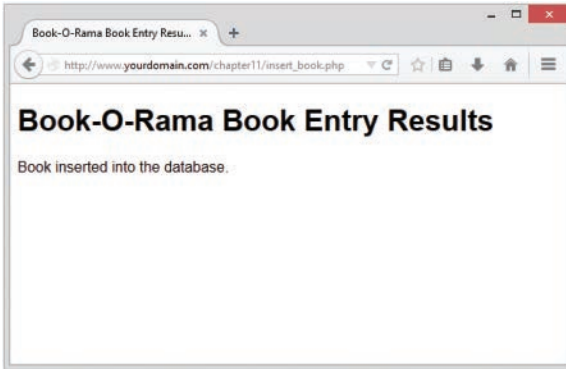 Book-O-Rama Book Entry Resu...
http://www.yourdomain.com/chapter11/insert_book.php
Book-O-Rama Book Entry Results
Book inserted into the database.